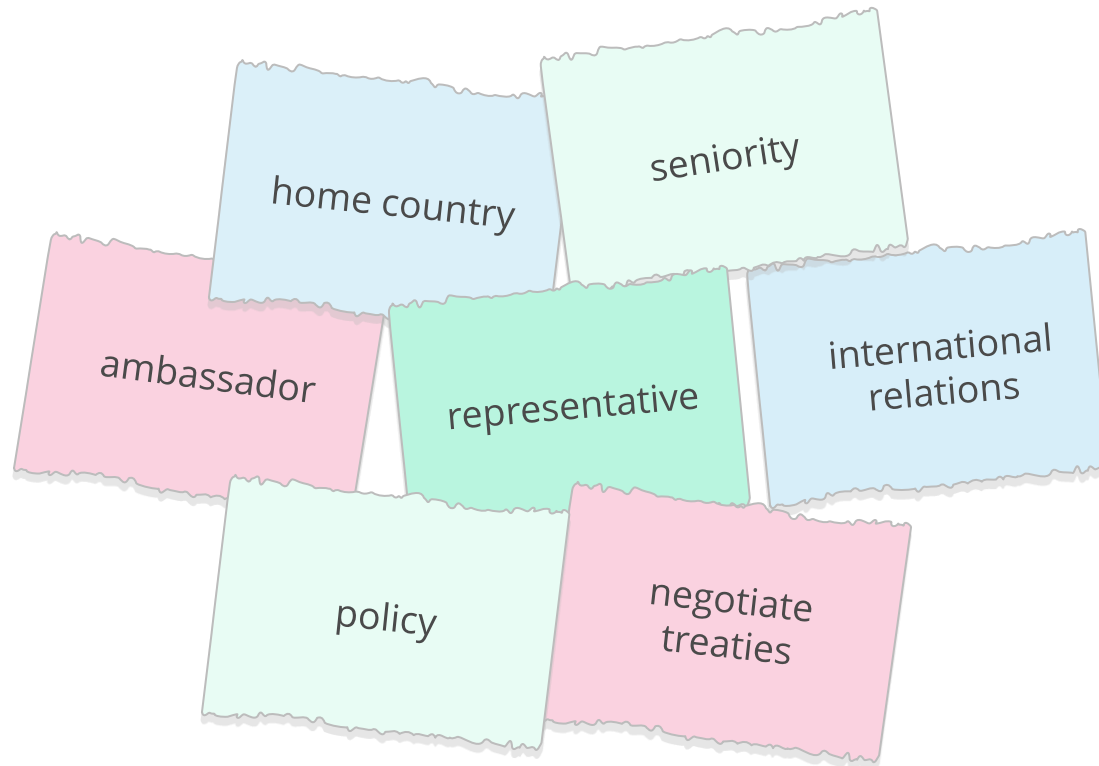 home country
seniority
ambassador
representative
international
relations
policy
negotiate
treaties